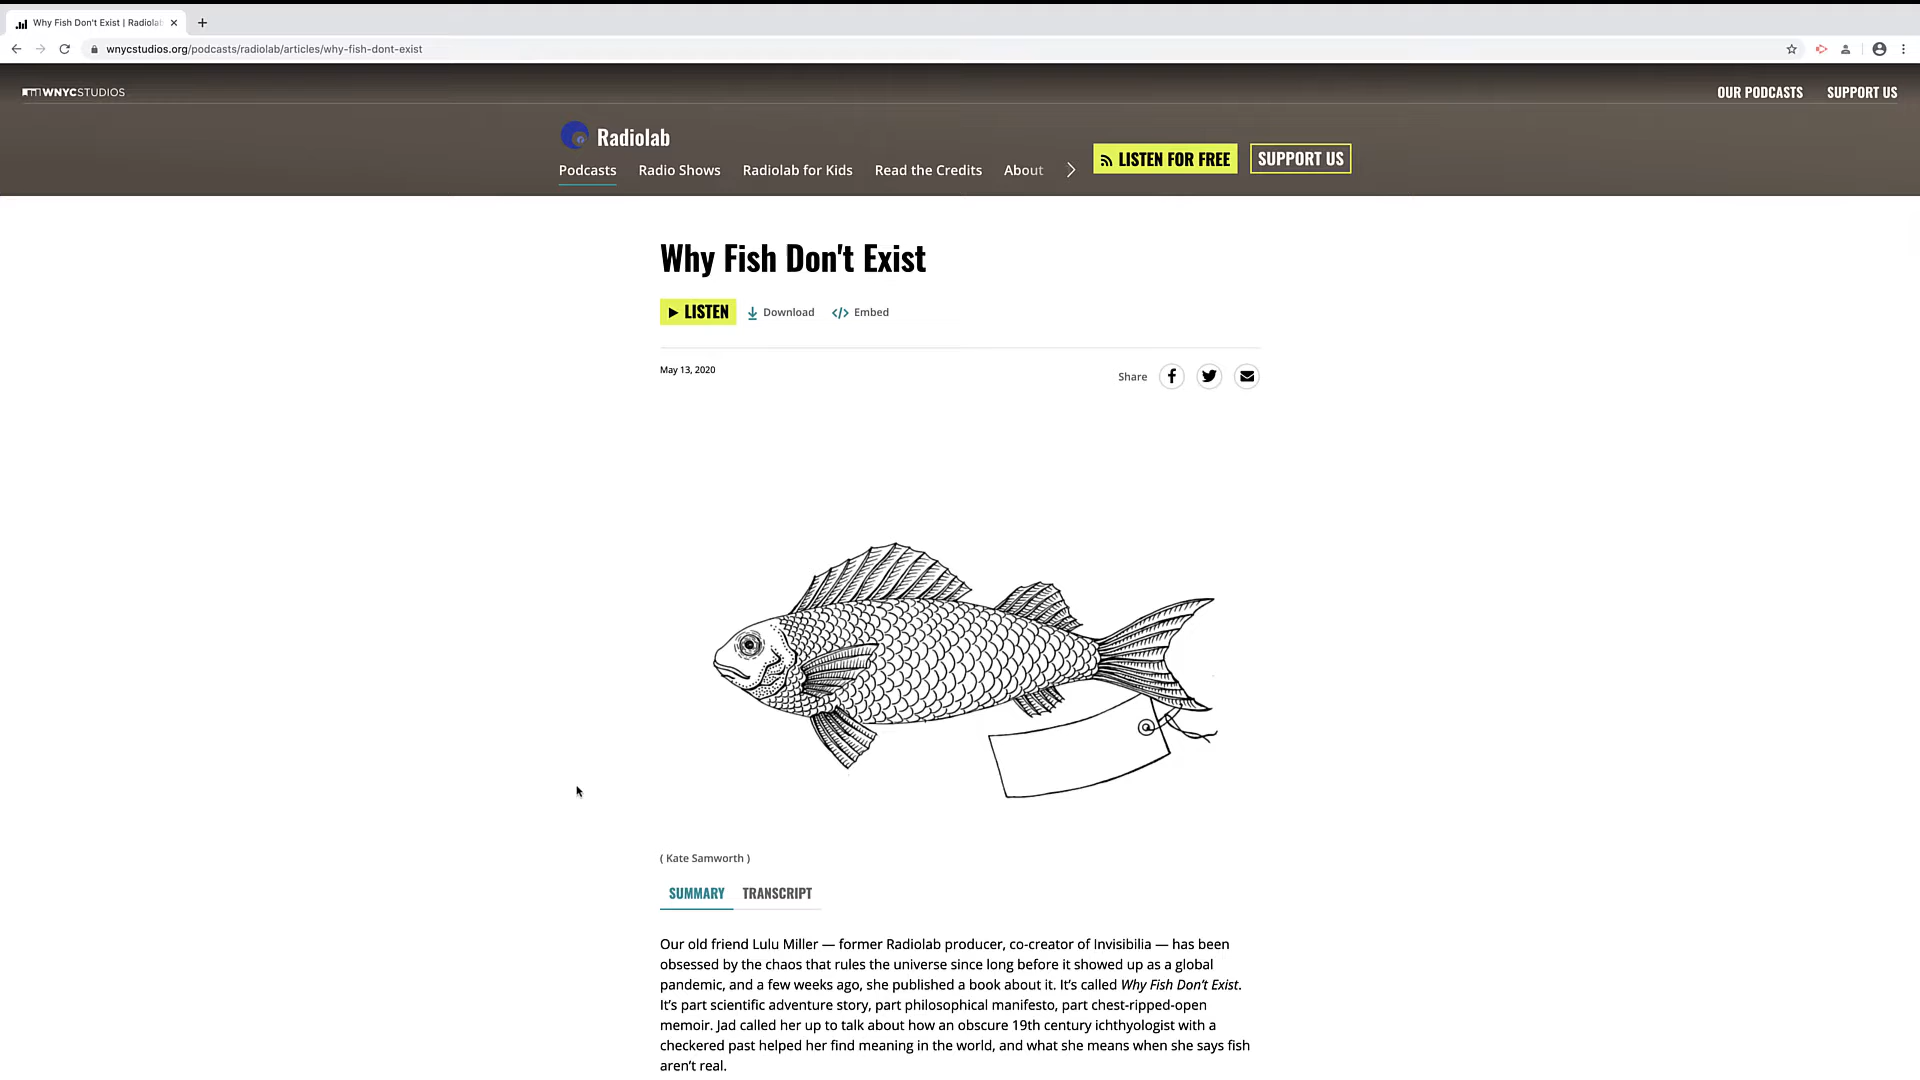 Why Fish Don't Exist | Radiola
wnycstudios.org/podcasts/radiolab/articles/why-fish-dont-exist
WNYCSTUDIOS
OUR PODCASTS SUPPORT US
Radiolab
Podcasts Radio Shows Radiolab for Kids Read the Credits About
LISTEN FOR FREE SUPPORT US
Why Fish Don't Exist
LISTEN Download Embed
May 13, 2020
Share
( Kate Samworth )
SUMMARY TRANSCRIPT
Our old friend Lulu Miller — former Radiolab producer, co-creator of Invisibilia — has been
obsessed by the chaos that rules the universe since long before it showed up as a global
pandemic, and a few weeks ago, she published a book about it. It’s called Why Fish Don’t Exist.
It’s part scientific adventure story, part philosophical manifesto, part chest-ripped-open
memoir. Jad called her up to talk about how an obscure 19th century ichthyologist with a
checkered past helped her find meaning in the world, and what she means when she says fish
aren’t real.